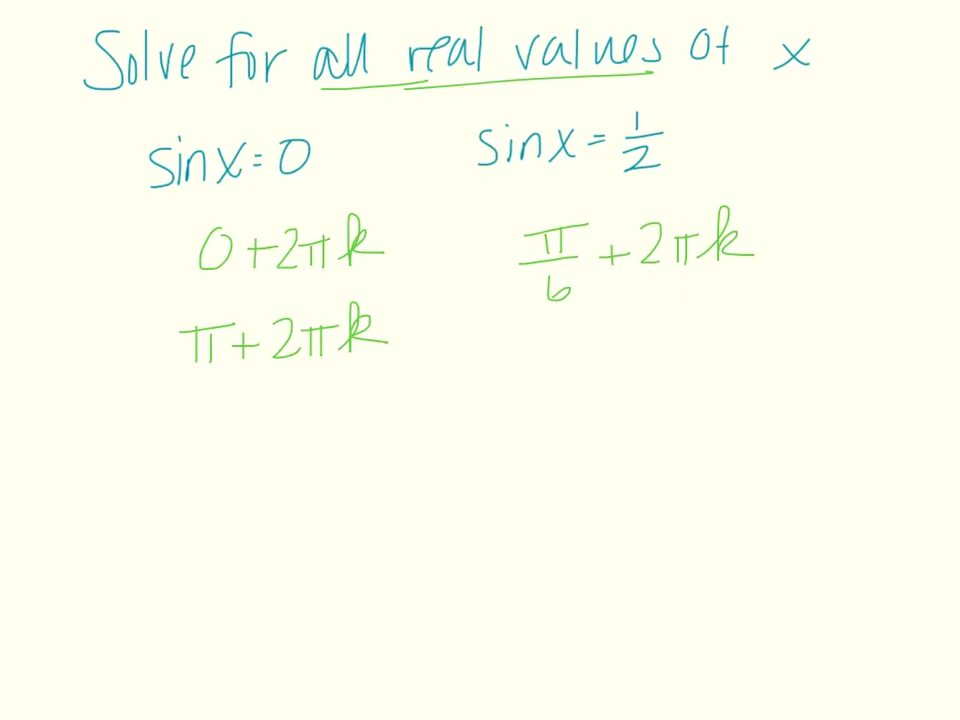 Solve for all real values of x
sinx=0 sinx=1/2
0+2πk π/6+2πk
π+2πk